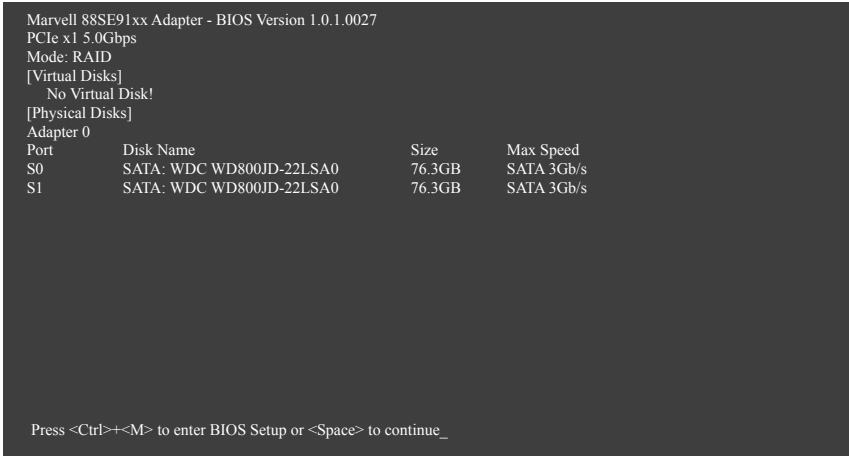 Marvell 88SE91xx Adapter - BIOS Version 1.0.1.0027
PCIe x1 5.0Gbps
Mode: RAID
[Virtual Disks]
No Virtual Disk!
[Physical Disks]
Adapter 0
Port Disk Name Size Max Speed
S0 SATA: WDC WD800JD-22LSA0 76.3GB SATA 3Gb/s
S1 SATA: WDC WD800JD-22LSA0 76.3GB SATA 3Gb/s
Press <Ctrl>+<M> to enter BIOS Setup or <Space> to continue_